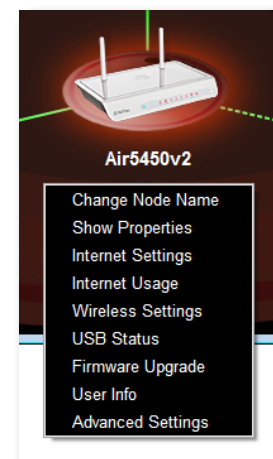 Air5450v2
Change Node Name
Show Properties
Internet Settings
Internet Usage
Wireless Settings
USB Status
Firmware Upgrade
User Info
Advanced Settings